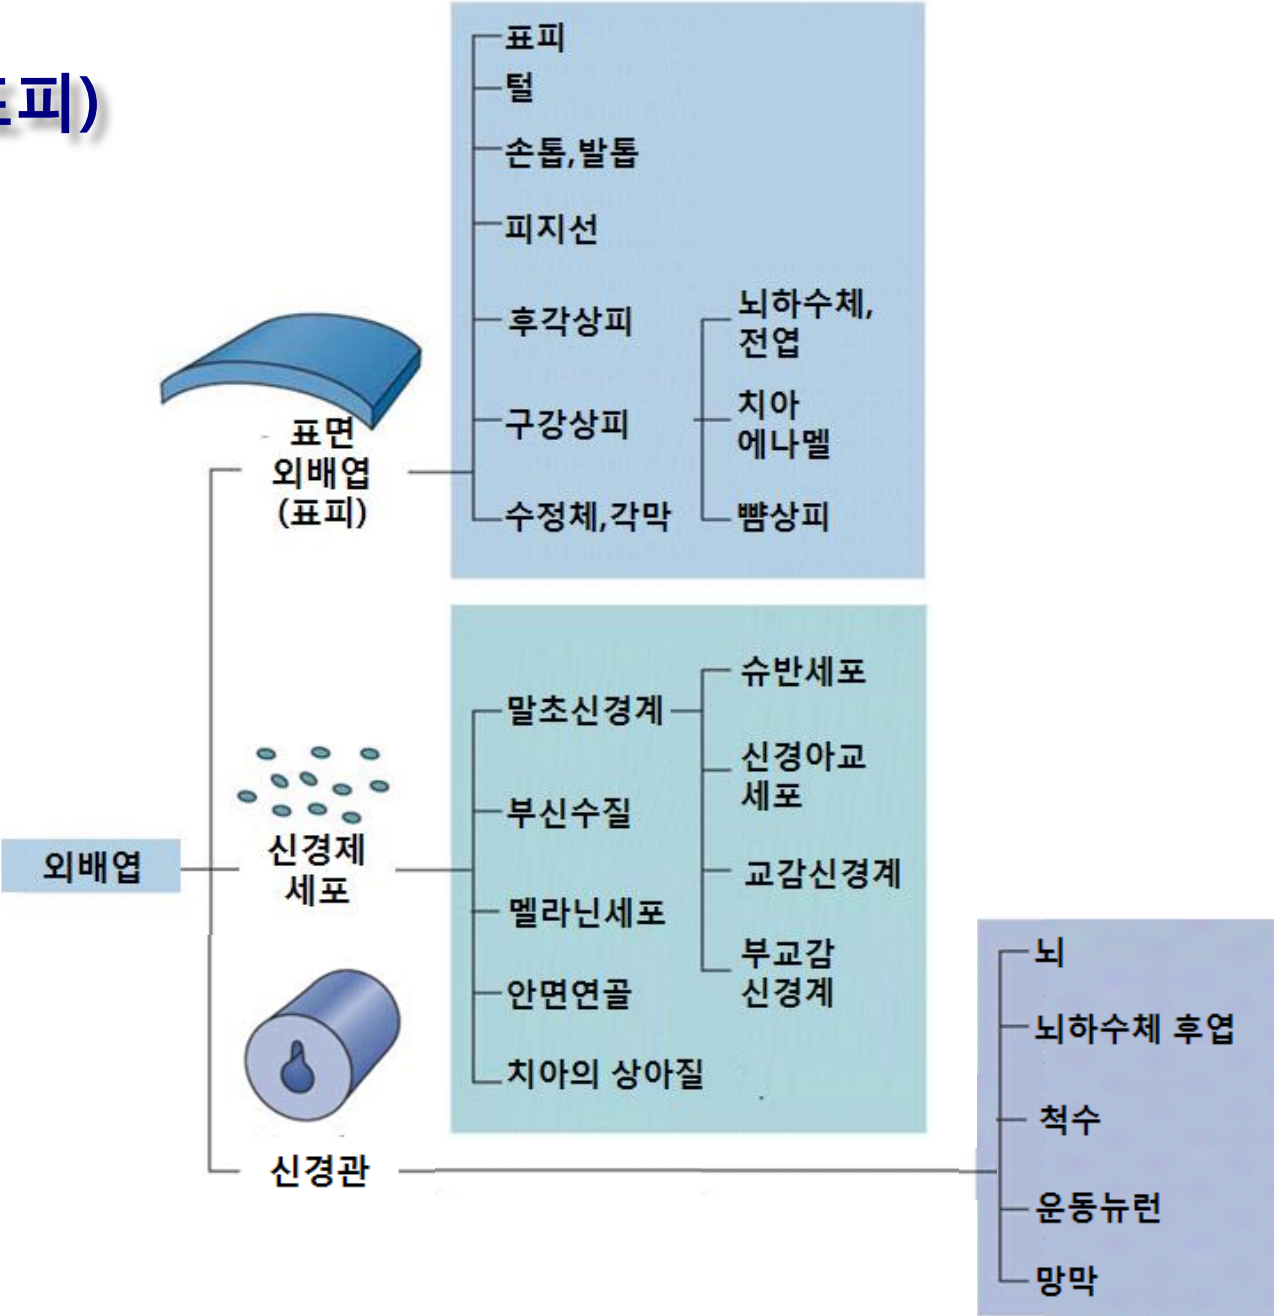 피)
표피
털
손톱,발톱
피지선
후각상피
구강상피
수정체,각막
뇌하수체,
전엽
치아
에나멜
뺨상피
표면
외배엽
(표피)
말초신경계
부신수질
멜라닌세포
안면연골
치아의 상아질
슈반세포
신경아교
세포
교감신경계
부교감
신경계
외배엽
신경제
세포
신경관
뇌
뇌하수체 후엽
척수
운동뉴런
망막